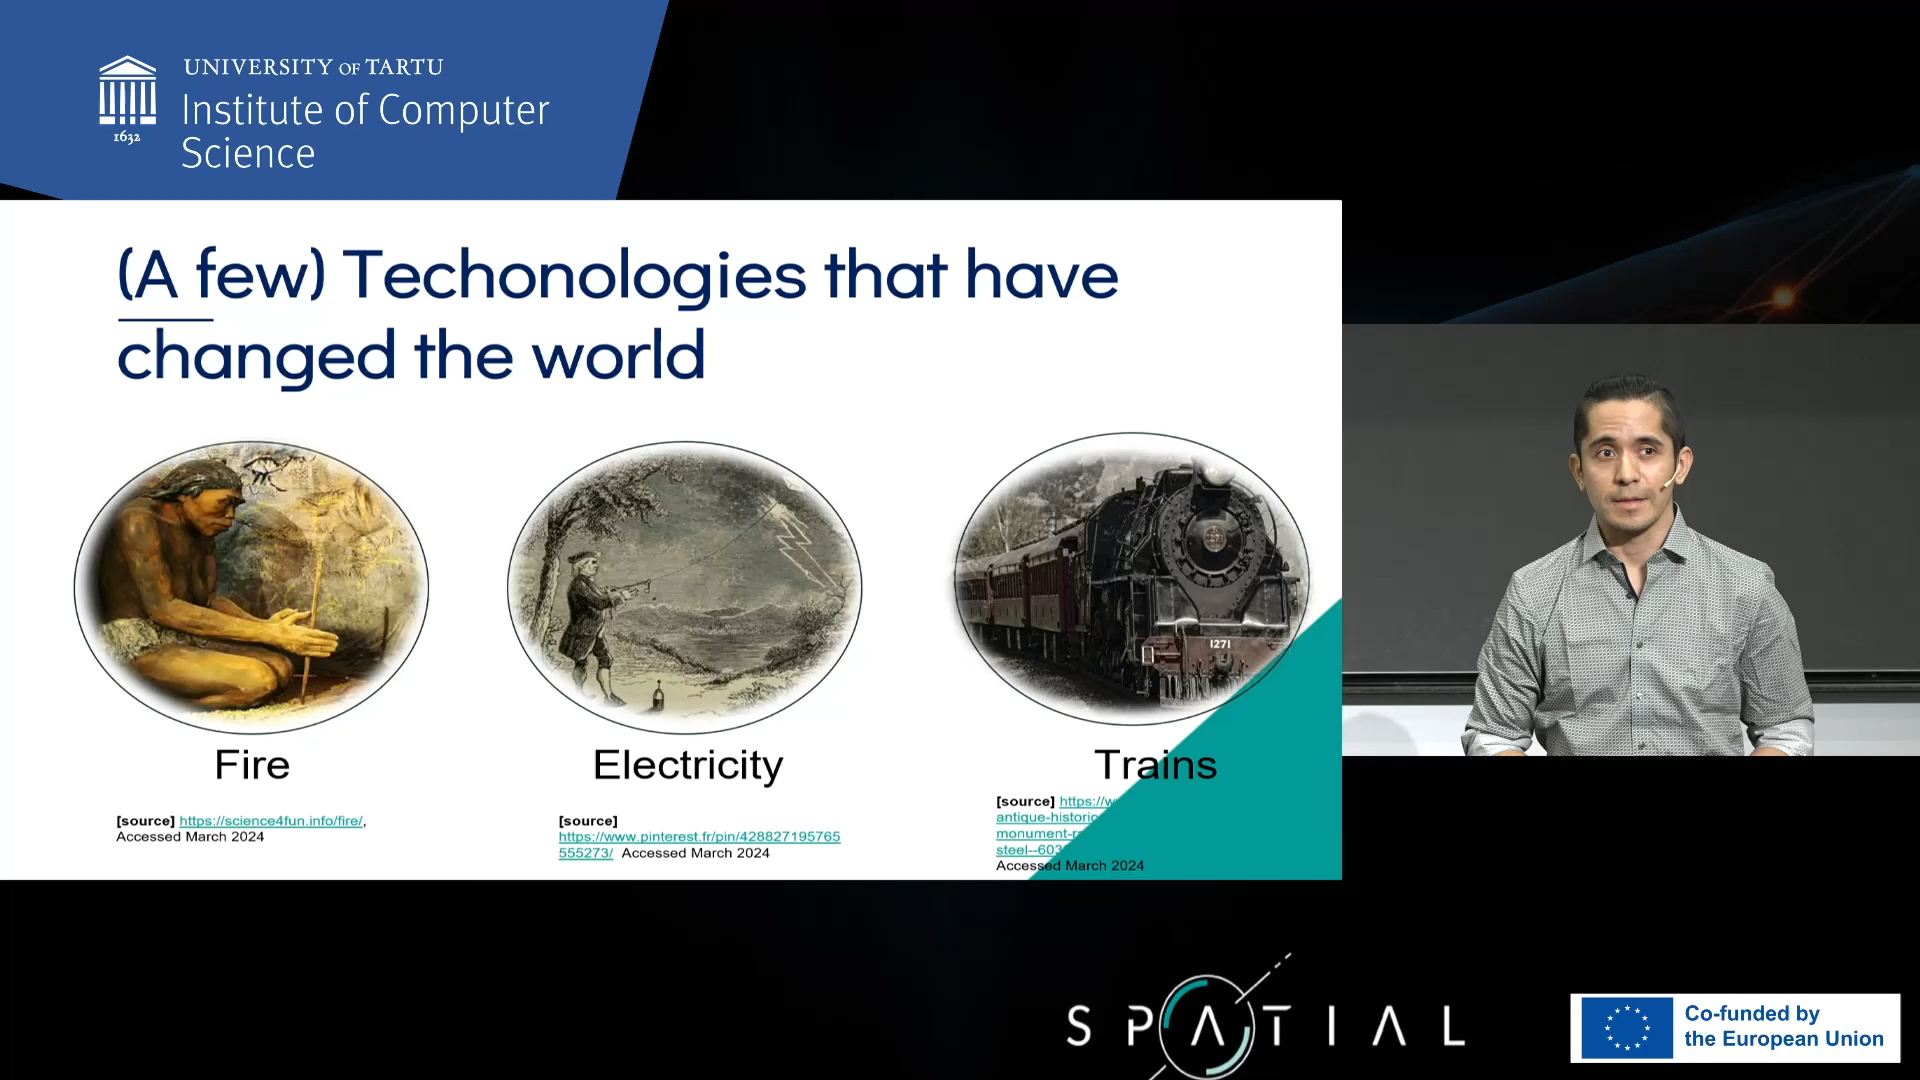 UNIVERSITY OF TARTU
Institute of Computer
Science
1632
(A few) Techonologies that have
changed the world
1271
Fire
Electricity
Trains
[source] https://science4fun.info/fire/,
Accessed March 2024
[source]
https://www.pinterest.fr/pin/428827195765
555273/ Accessed March 2024
[source] https://w
antique-historic
monument-r
steel--603
Accessed March 2024
SPATIAL
Co-funded by
the European Union